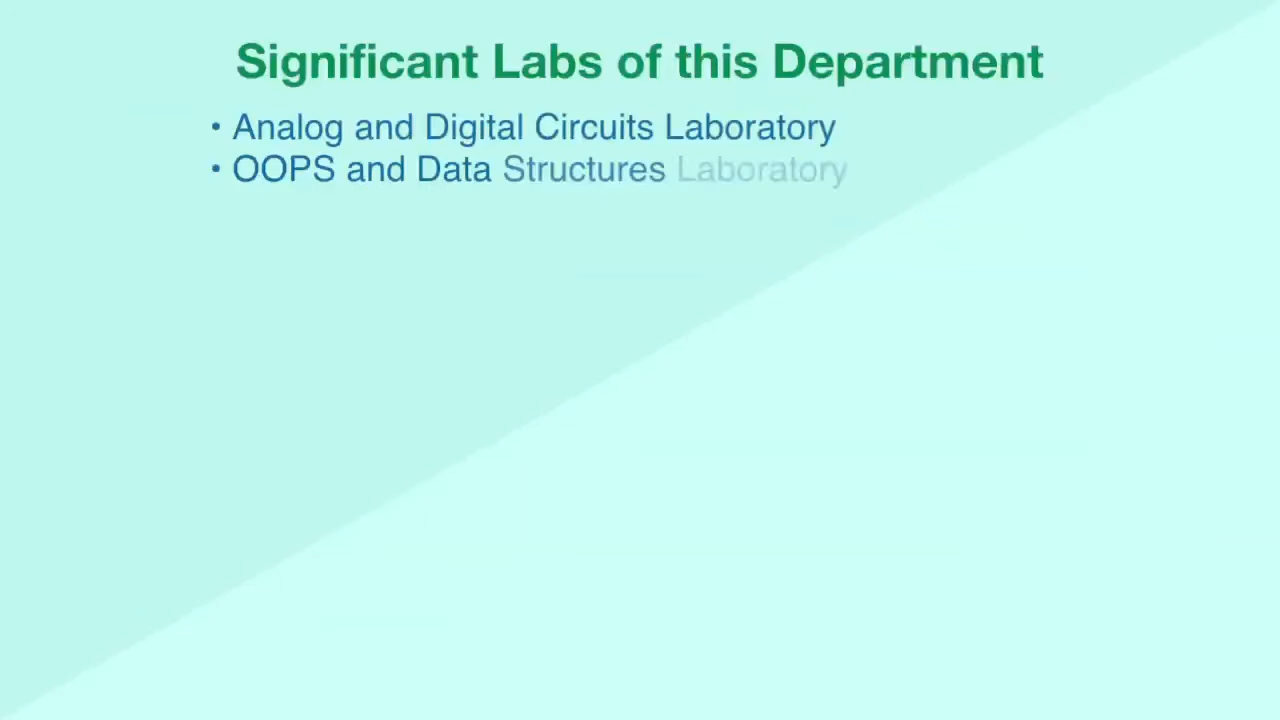 Significant Labs of this Department
• Analog and Digital Circuits Laboratory
• OOPS and Data Structures Laboratory